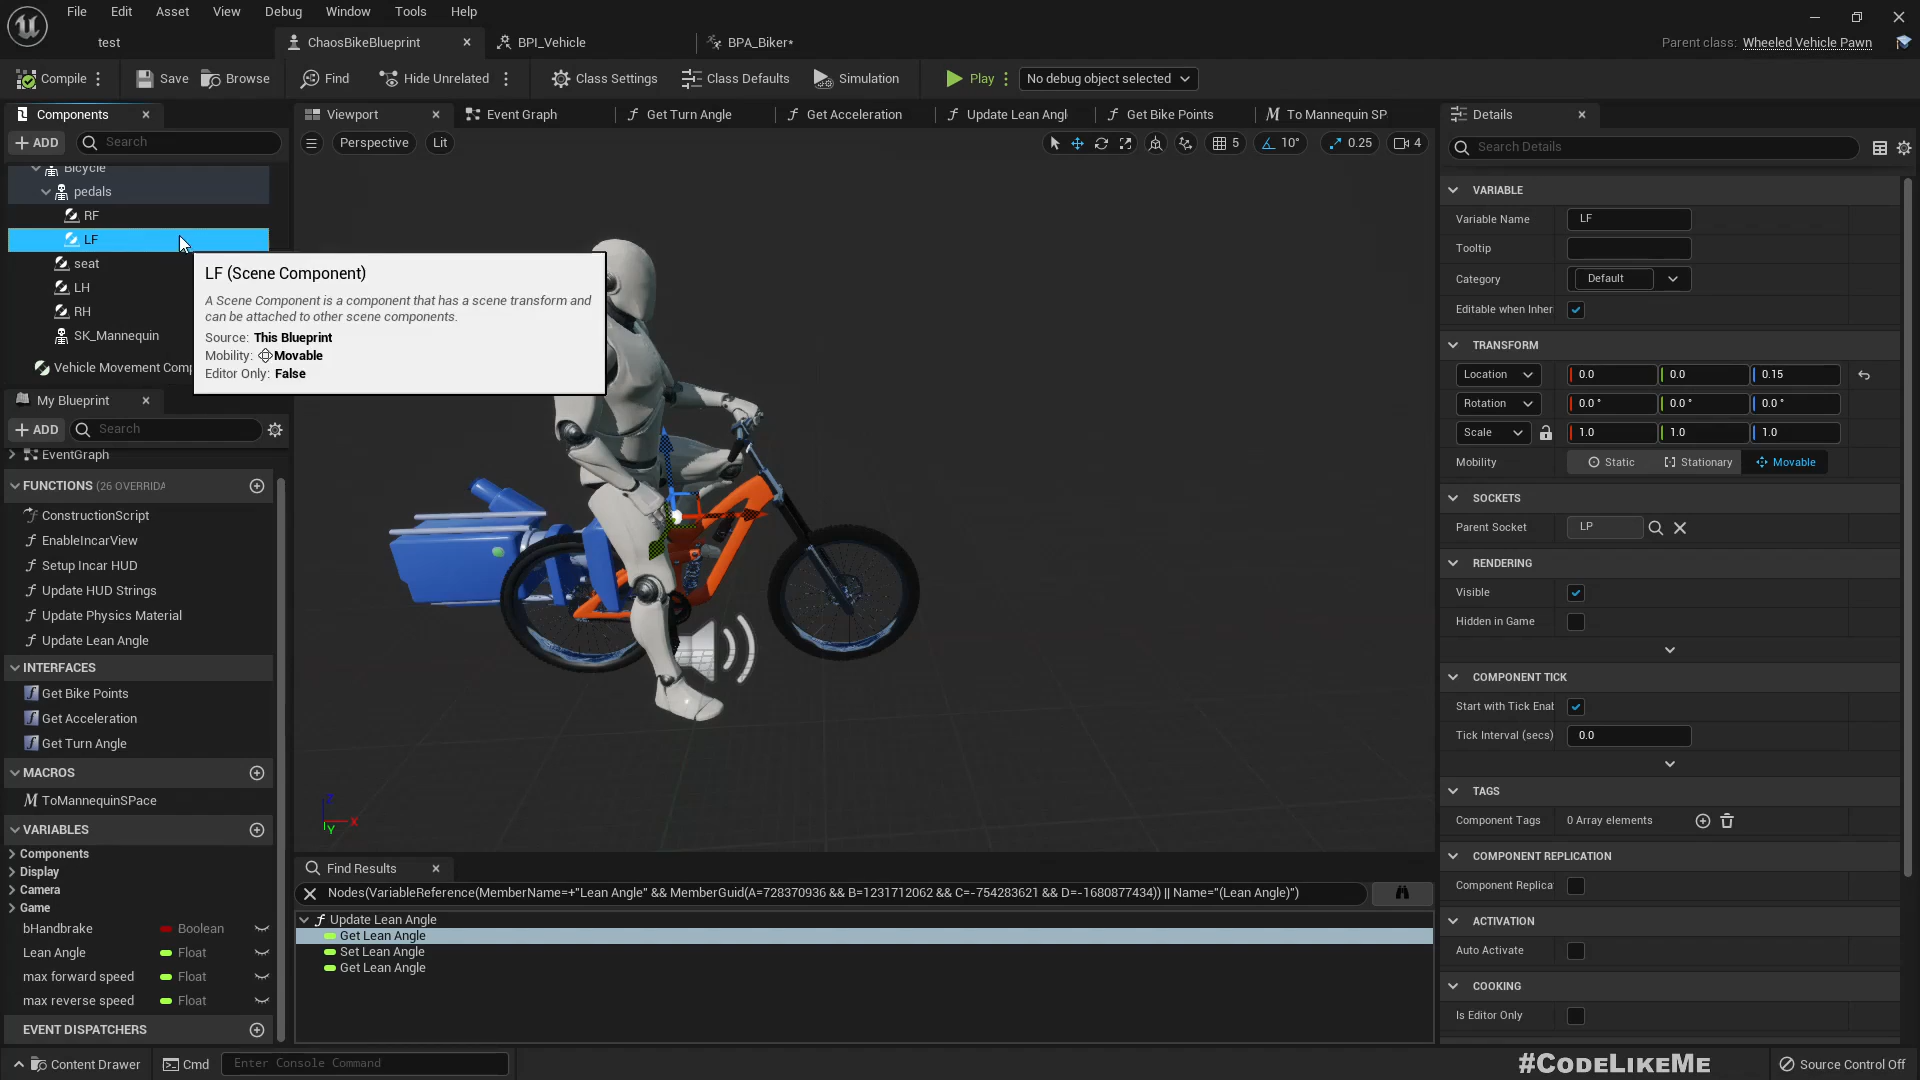 File Edit Asset View Debug Window Tools Help
test
ChaosBikeBlueprint
BPI_Vehicle
BPA_Biker*
Parent class: Wheeled Vehicle Pawn
Compile
Save
Browse
Find
Hide Unrelated
Class Settings
Class Defaults
Simulation
Play
No debug object selected
Components
ADD
Search
Bicycle
pedals
RF
LF
seat
LH
RH
SK_Mannequin
Vehicle Movement Comp
LF (Scene Component)
A Scene Component is a component that has a scene transform and
can be attached to other scene components.
Source: This Blueprint
Mobility: Movable
Editor Only: False
My Blueprint
ADD
Search
EventGraph
FUNCTIONS (26 OVERRIDA
ConstructionScript
EnableIncarView
Setup Incar HUD
Update HUD Strings
Update Physics Material
Update Lean Angle
INTERFACES
Get Bike Points
Get Acceleration
Get Turn Angle
MACROS
ToMannequinSPace
VARIABLES
Components
Display
Camera
Game
bHandbrake Boolean
Lean Angle Float
max forward speed Float
max reverse speed Float
EVENT DISPATCHERS
Viewport
Event Graph
Get Turn Angle
Get Acceleration
Update Lean Angl
Get Bike Points
To Mannequin SP
Perspective
Lit
5
10°
0.25
4
Z
X
Y
Find Results
Nodes(VariableReference(MemberName=+"Lean Angle" && MemberGuid(A=728370936 && B=1231712062 && C=-754283621 && D=-1680877434)) || Name="(Lean Angle)")
Update Lean Angle
Get Lean Angle
Set Lean Angle
Get Lean Angle
Details
Search Details
VARIABLE
Variable Name LF
Tooltip
Category Default
Editable when Inher
TRANSFORM
Location 0.0 0.0 0.15
Rotation 0.0 ° 0.0 ° 0.0 °
Scale 1.0 1.0 1.0
Mobility Static Stationary Movable
SOCKETS
Parent Socket LP
RENDERING
Visible
Hidden in Game
COMPONENT TICK
Start with Tick Enat
Tick Interval (secs) 0.0
TAGS
Component Tags 0 Array elements
COMPONENT REPLICATION
Component Replica
ACTIVATION
Auto Activate
COOKING
Is Editor Only
Content Drawer
Cmd
Enter Console Command
#CODELIKEME
Source Control Off